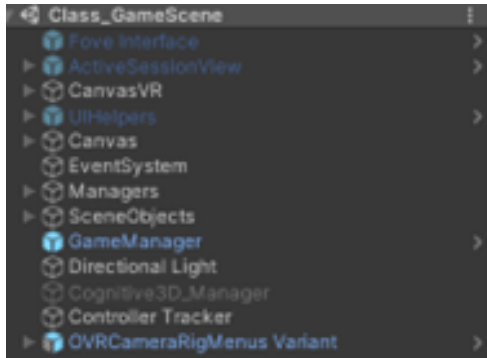 Class_GameScene
Fove Interface
ActiveSessionView
CanvasVR
UIHelpers
Canvas
EventSystem
Managers
SceneObjects
GameManager
Directional Light
Cognitive3D_Manager
Controller Tracker
OVRCameraRigMenus Variant